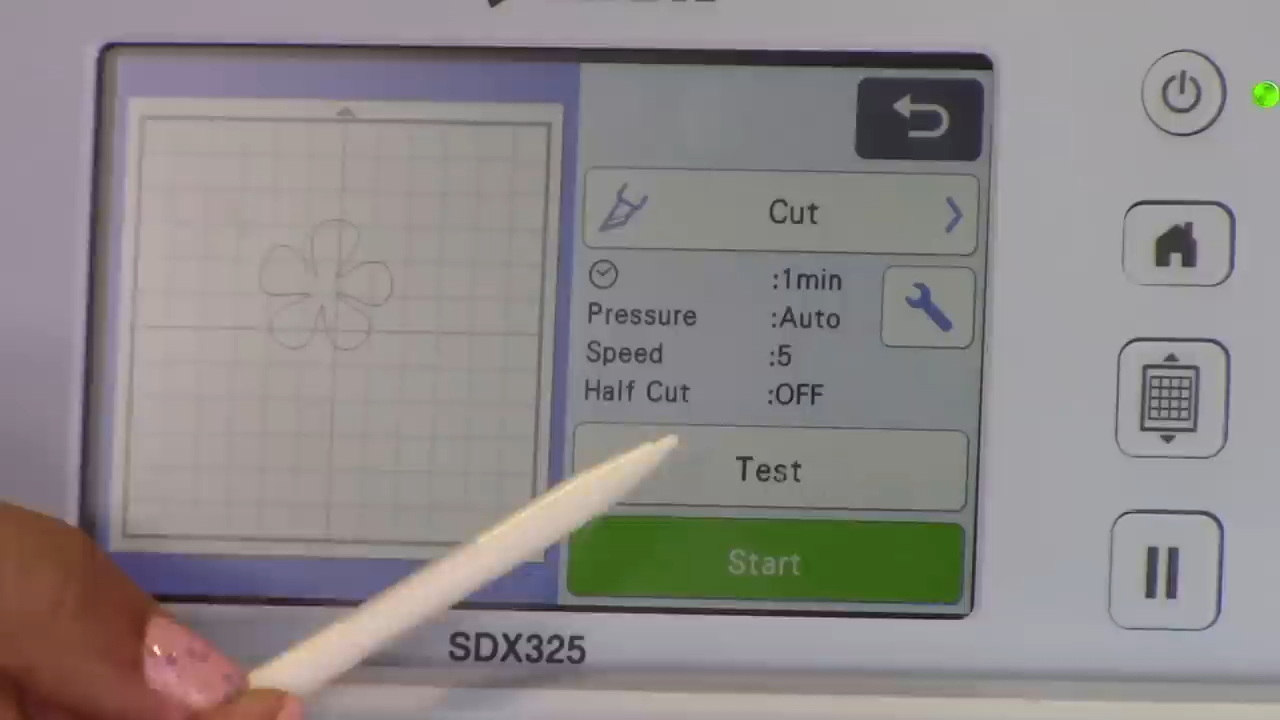 Cut
:1min
Pressure :Auto
Speed :5
Half Cut :OFF
Test
Start
SDX325